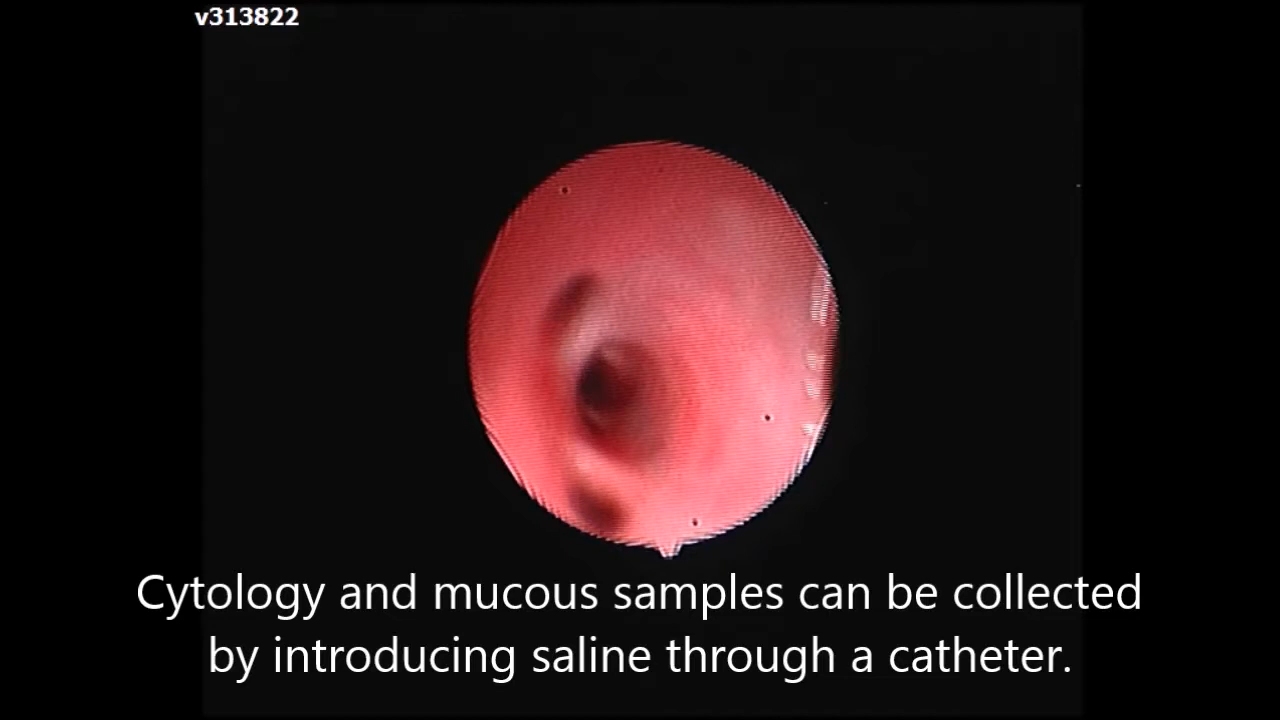 v313822
Cytology and mucous samples can be collected
by introducing saline through a catheter.